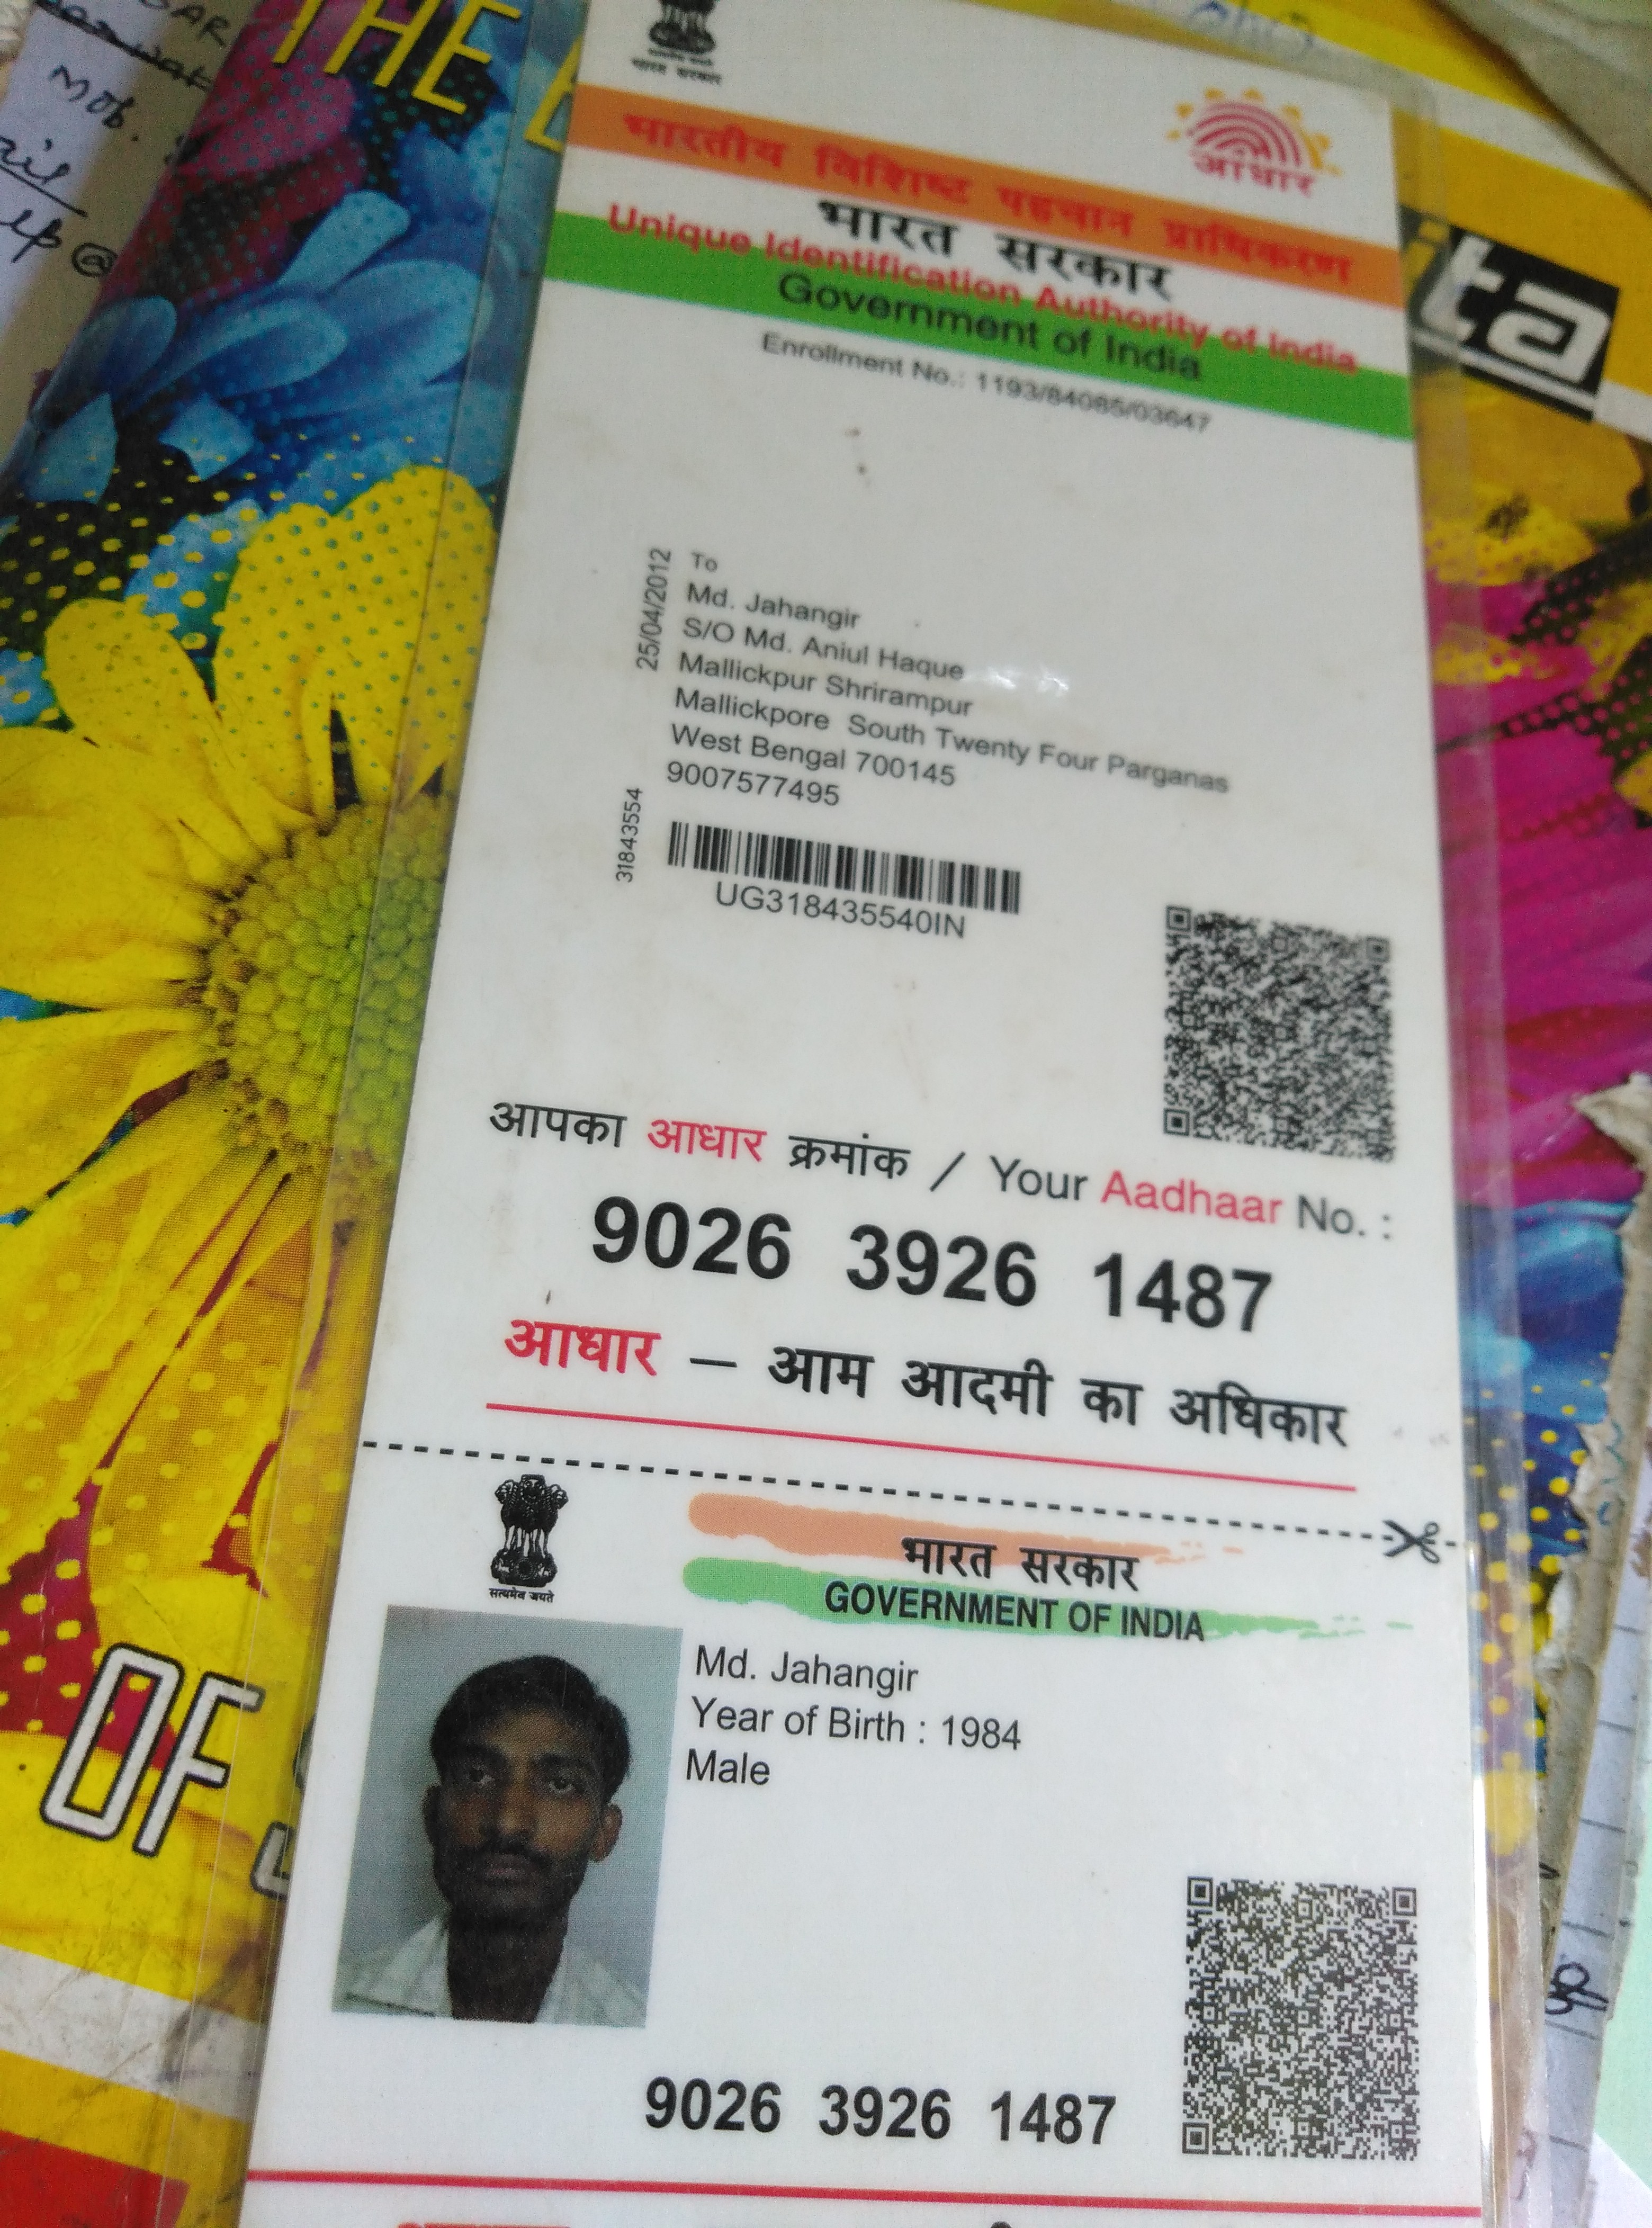 THE
MOB.
@
ita
भारत सरकार
आधार
भारतीय विशिष्ट पहचान प्राधिकरण
भारत सरकार
Unique Identification Authority of India
Government of India
Enrollment No.: 1193/84085/03647
25/04/2012
To
Md. Jahangir
S/O Md. Aniul Haque
Mallickpur Shrirampur
Mallickpore South Twenty Four Parganas
West Bengal 700145
9007577495
31843554
UG318435540IN
आपका आधार क्रमांक / Your Aadhaar No. :
9026 3926 1487
आधार – आम आदमी का अधिकार
सत्यमेव जयते
भारत सरकार
GOVERNMENT OF INDIA
Md. Jahangir
Year of Birth : 1984
Male
OF
9026 3926 1487